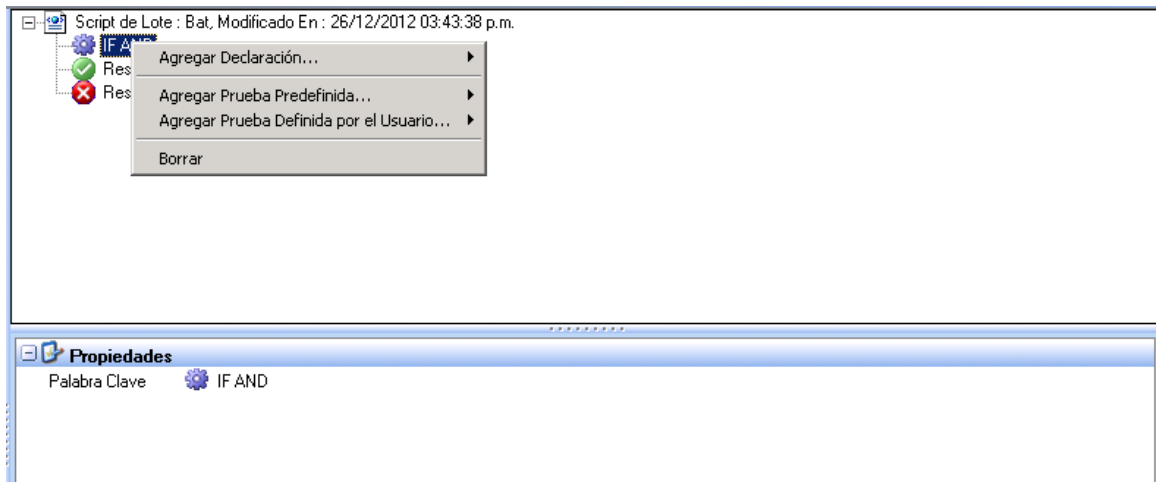 Script de Lote : Bat, Modificado En : 26/12/2012 03:43:38 p.m.
IF AND
Agregar Declaración...
Res
Agregar Prueba Predefinida...
Res
Agregar Prueba Definida por el Usuario...
Borrar
Propiedades
Palabra Clave IF AND